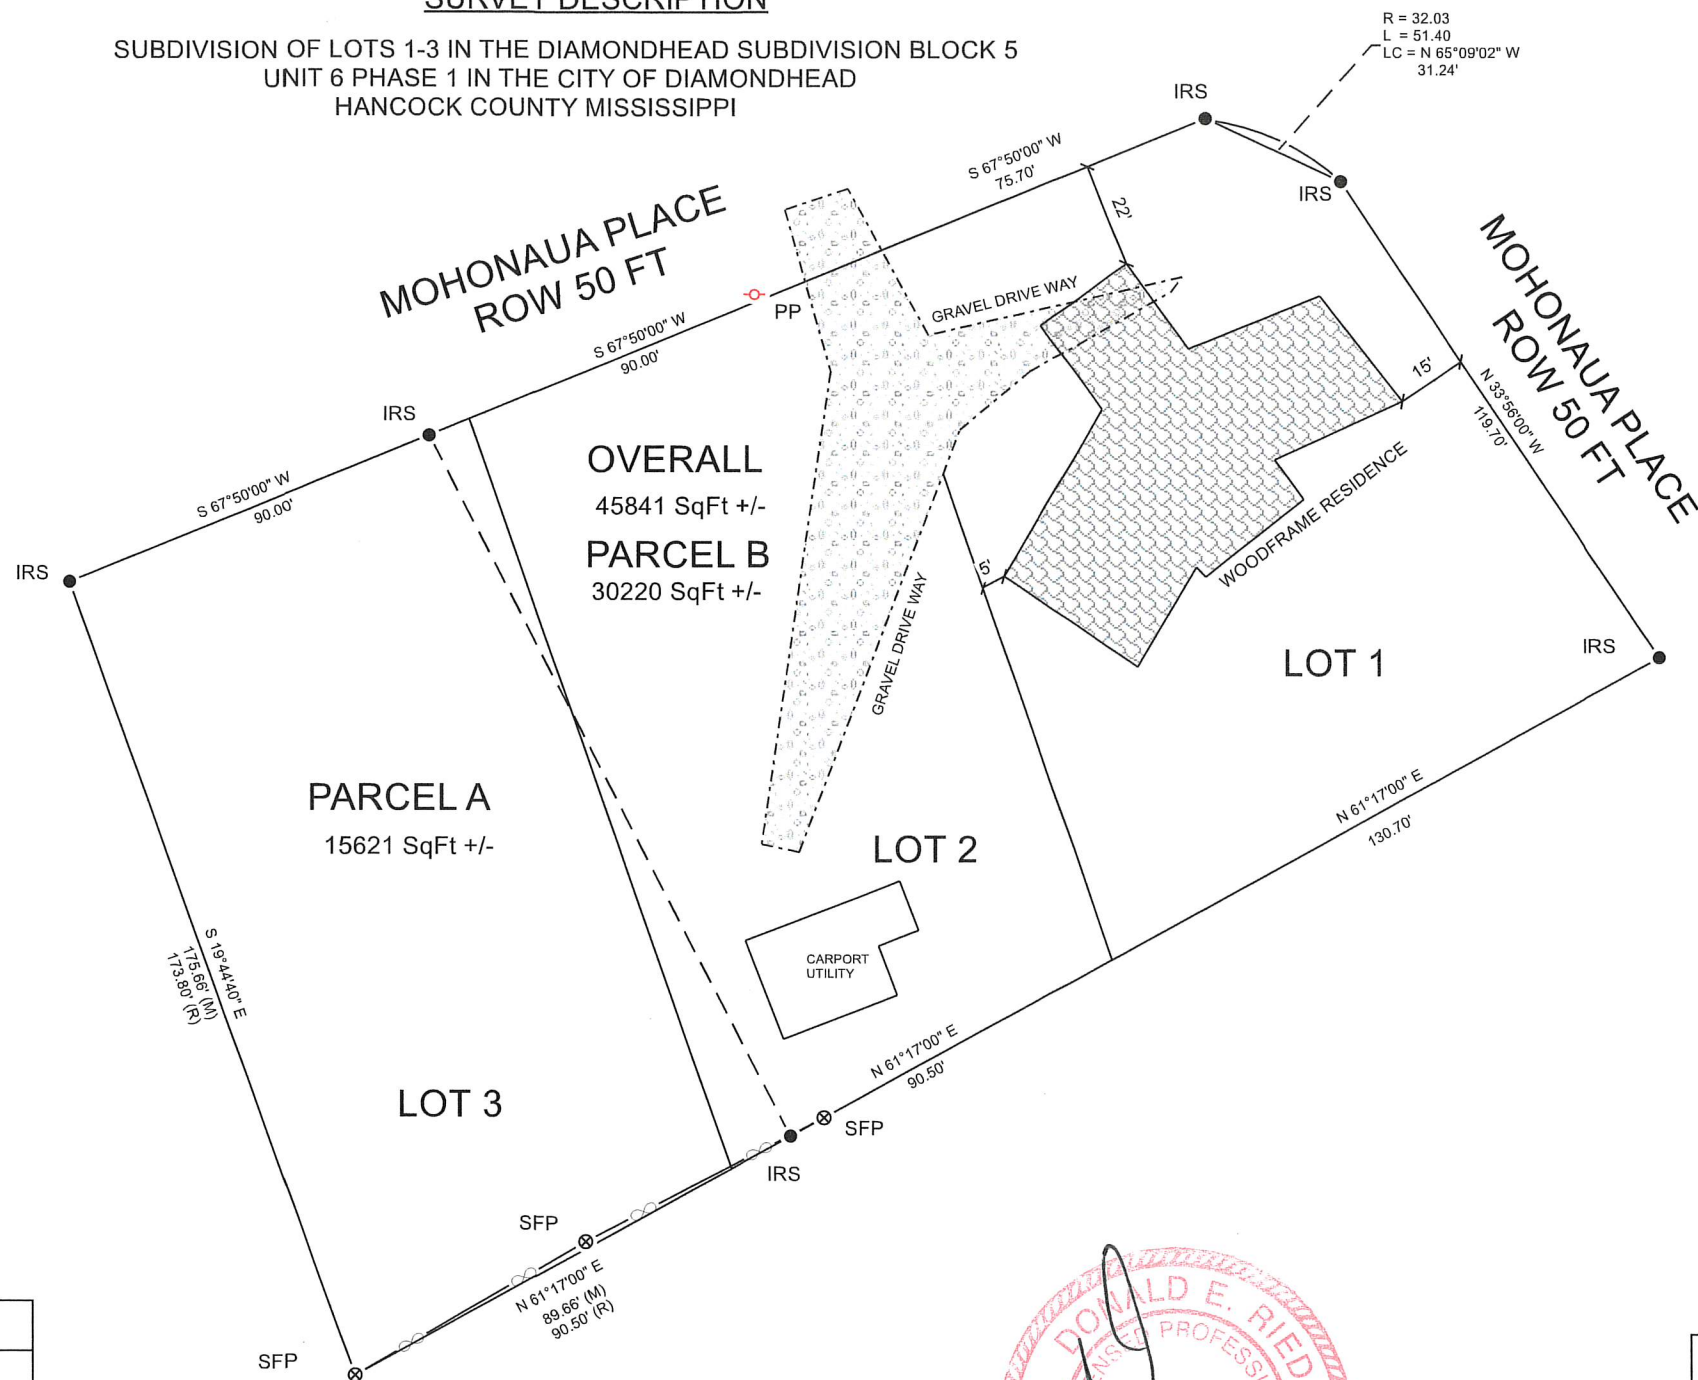 SURVEY DESCRIPTION
SUBDIVISION OF LOTS 1-3 IN THE DIAMONDHEAD SUBDIVISION BLOCK 5
UNIT 6 PHASE 1 IN THE CITY OF DIAMONDHEAD
HANCOCK COUNTY MISSISSIPPI
R = 32.03
L = 51.40
LC = N 65°09'02" W
31.24'
IRS
IRS
S 67°50'00" W
75.70'
22'
MOHONAUA PLACE
ROW 50 FT
MOHONAUA PLACE
ROW 50 FT
PP
GRAVEL DRIVE WAY
S 67°50'00" W
90.00'
15'
N 33°56'00" W
119.70'
IRS
OVERALL
45841 SqFt +/-
PARCEL B
30220 SqFt +/-
S 67°50'00" W
90.00'
IRS
5'
WOODFRAME RESIDENCE
GRAVEL DRIVE WAY
LOT 1
IRS
PARCEL A
15621 SqFt +/-
LOT 2
N 61°17'00" E
130.70'
CARPORT
UTILITY
S 19°44'40" E
175.66' (M)
173.80' (R)
N 61°17'00" E
90.50'
LOT 3
SFP
IRS
SFP
N 61°17'00" E
89.66' (M)
90.50' (R)
SFP
DONALD E. RIED
ENSED PROFESSI